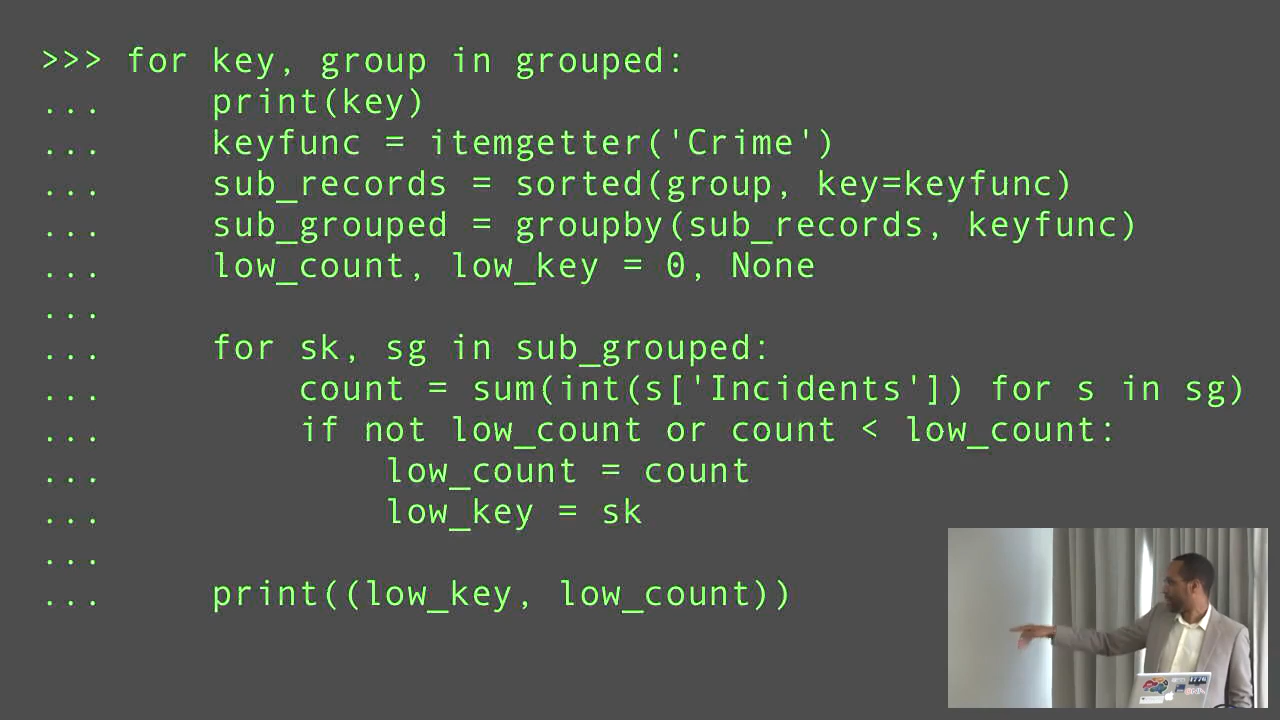 >>> for key, group in grouped:
...     print(key)
...     keyfunc = itemgetter('Crime')
...     sub_records = sorted(group, key=keyfunc)
...     sub_grouped = groupby(sub_records, keyfunc)
...     low_count, low_key = 0, None
...
...     for sk, sg in sub_grouped:
...         count = sum(int(s['Incidents']) for s in sg)
...         if not low_count or count < low_count:
...             low_count = count
...             low_key = sk
...
...     print((low_key, low_count))
1776